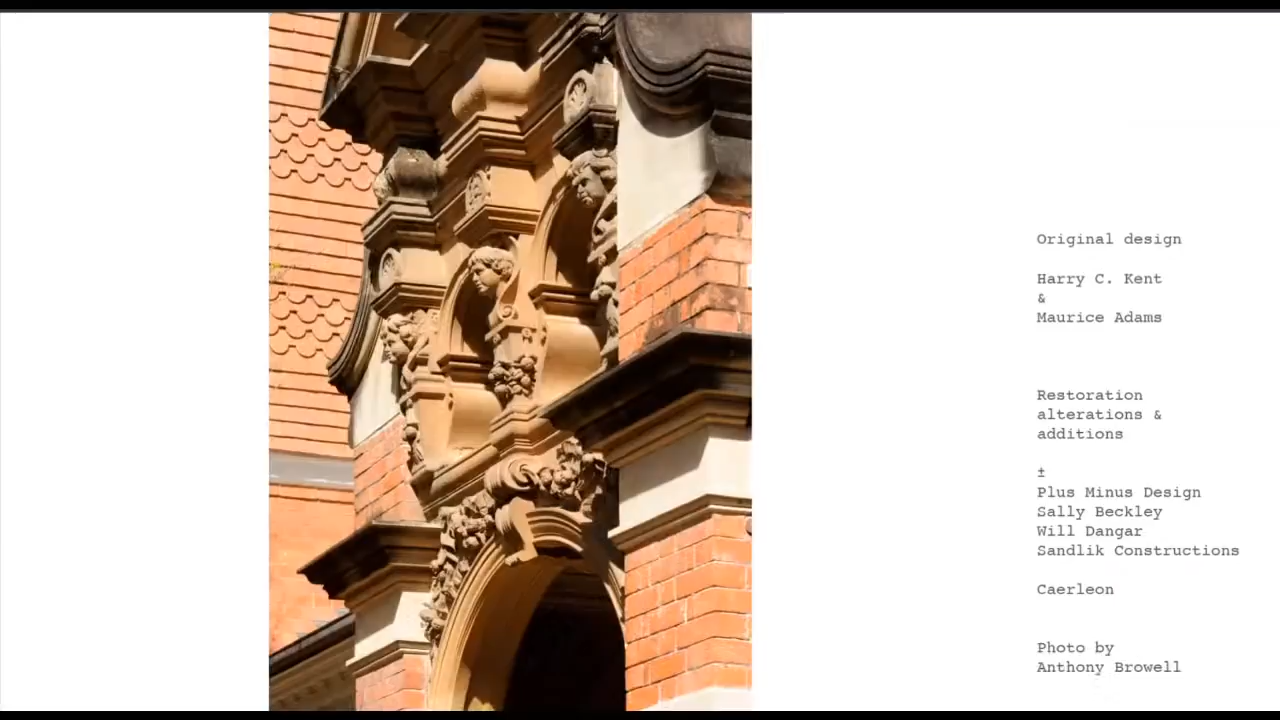 Original design
Harry C. Kent
&
Maurice Adams
Restoration
alterations &
additions
±
Plus Minus Design
Sally Beckley
Will Dangar
Sandlik Constructions
Caerleon
Photo by
Anthony Browell